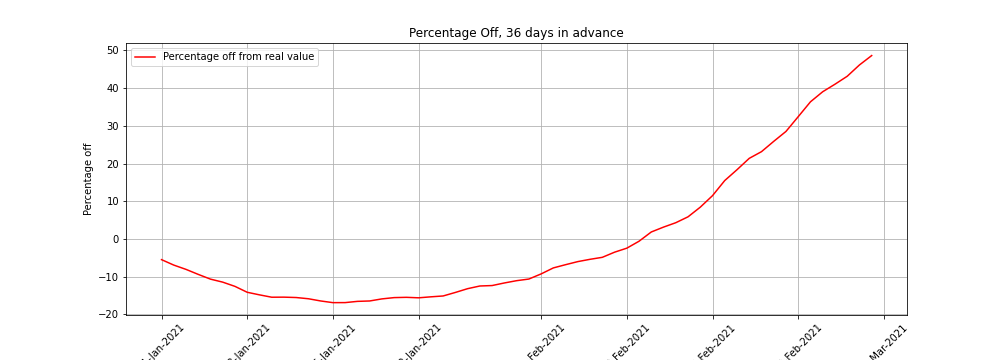 Percentage Off, 36 days in advance
Percentage off from real value
Percentage off
50
40
30
20
10
0
−10
−20
-Jan-2021
-Jan-2021
-Jan-2021
-Jan-2021
Feb-2021
-Feb-2021
-Feb-2021
-Feb-2021
Mar-2021